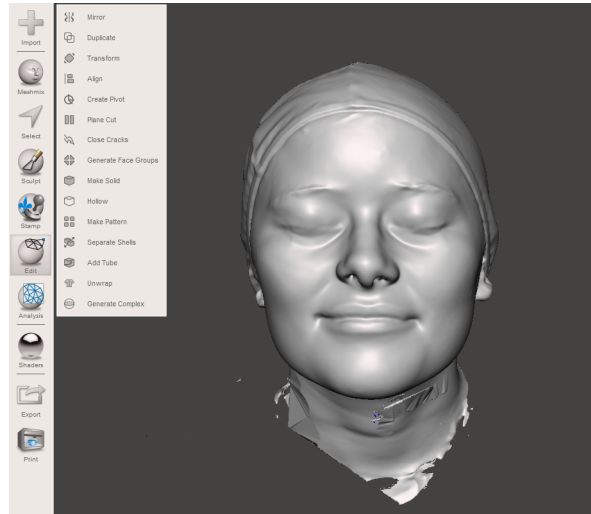 Import
Meshmix
Select
Sculpt
Stamp
Edit
Analysis
Shaders
Export
Print
Mirror
Duplicate
Transform
Align
Create Pivot
Plane Cut
Close Cracks
Generate Face Groups
Make Solid
Hollow
Make Pattern
Separate Shells
Add Tube
Unwrap
Generate Complex